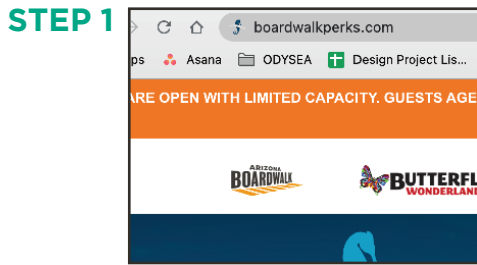 STEP 1
boardwalkperks.com
ps Asana ODYSEA Design Project Lis...
ARE OPEN WITH LIMITED CAPACITY. GUESTS AGE
ARIZONA
BOARDWALK
BUTTERFL
WONDERLAND